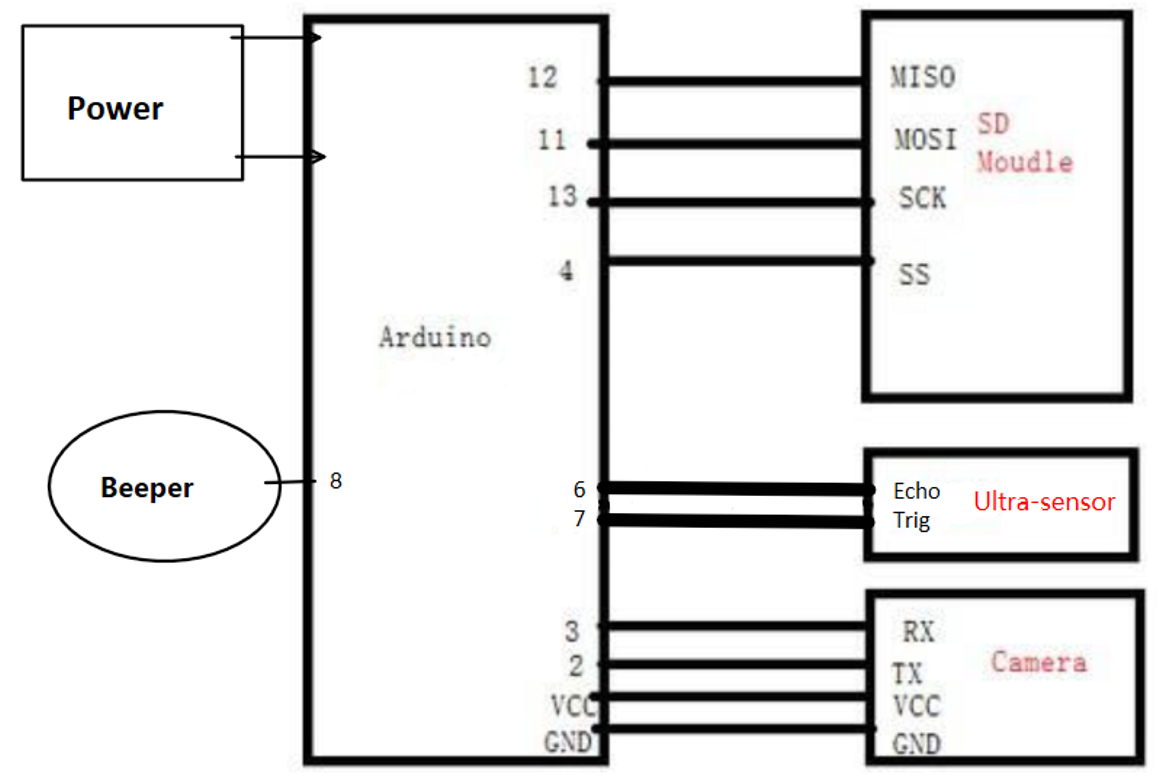 Power
Beeper
8
Arduino
12
11
13
4
6
7
3
2
VCC
GND
MISO
MOSI
SCK
SS
SD
Moudle
Echo
Trig
Ultra-sensor
RX
TX
VCC
GND
Camera